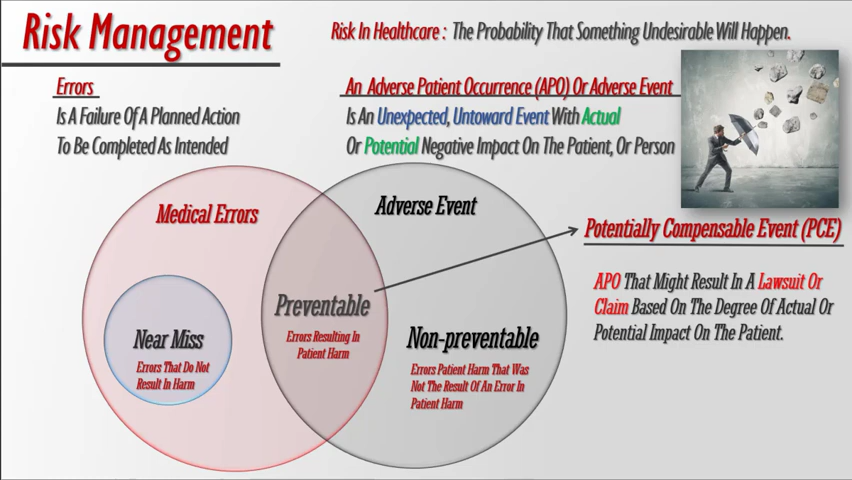 Risk Management
Risk In Healthcare : The Probability That Something Undesirable Will Happen.
Errors
Is A Failure Of A Planned Action
To Be Completed As Intended
An Adverse Patient Occurrence (APO) Or Adverse Event
Is An Unexpected, Untoward Event With Actual
Or Potential Negative Impact On The Patient, Or Person
Medical Errors
Adverse Event
Potentially Compensable Event (PCE)
APO That Might Result In A Lawsuit Or
Claim Based On The Degree Of Actual Or
Potential Impact On The Patient.
Preventable
Errors Resulting In
Patient Harm
Near Miss
Errors That Do Not
Result In Harm
Non-preventable
Errors Patient Harm That Was
Not The Result Of An Error In
Patient Harm